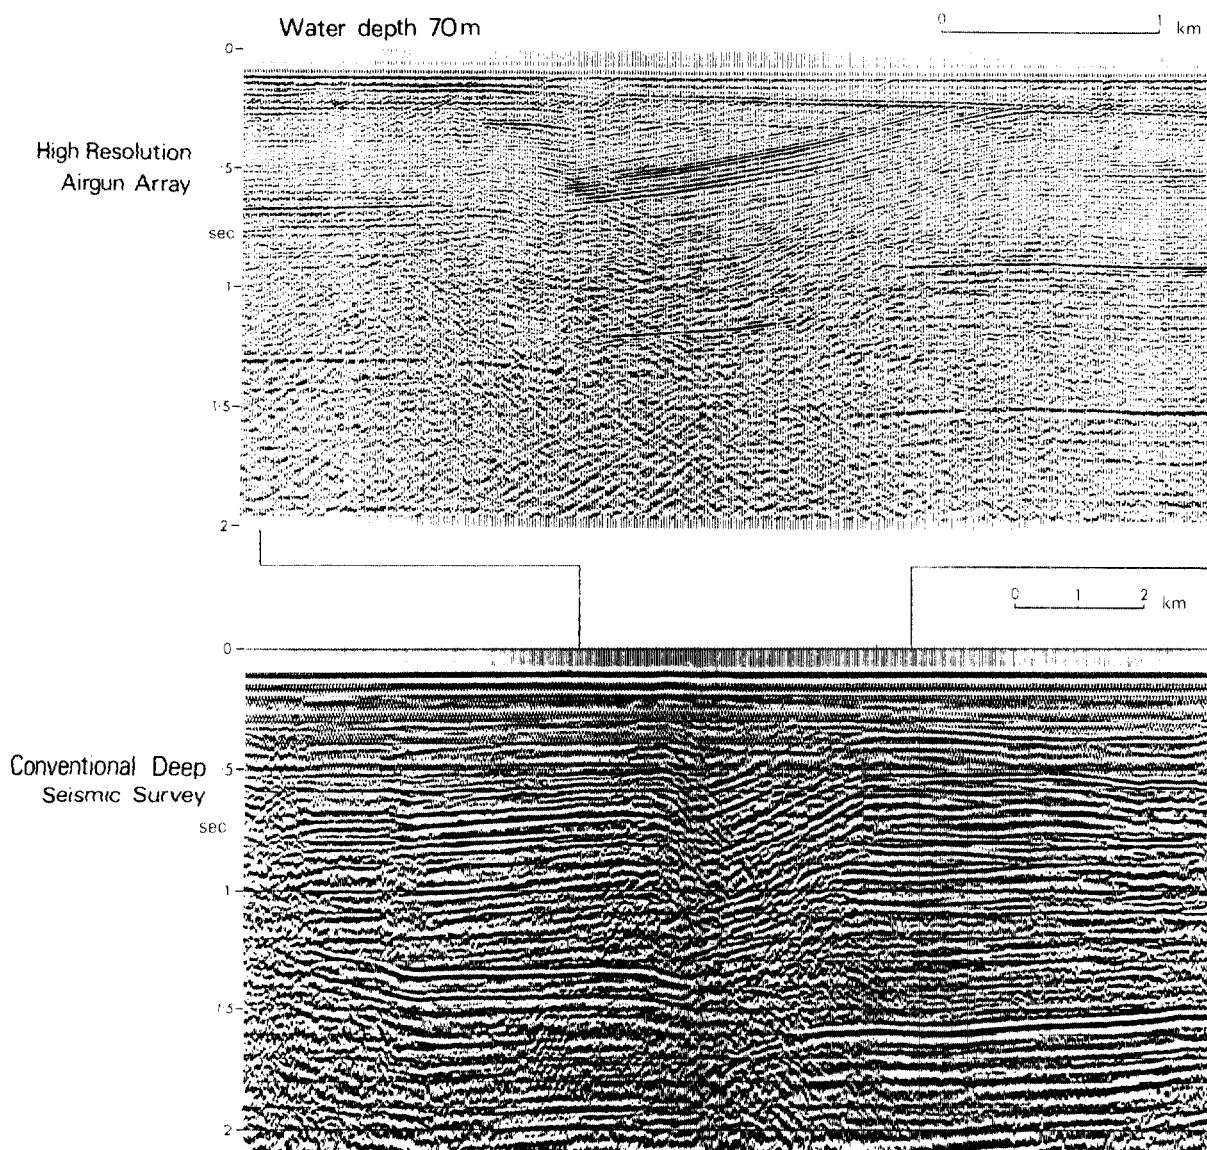 Water depth 70m
0 1 km
0
High Resolution
Airgun Array
·5
sec
1
1·5
2
0 1 2 km
0
Conventional Deep
Seismic Survey
·5
sec
1
1·5
2